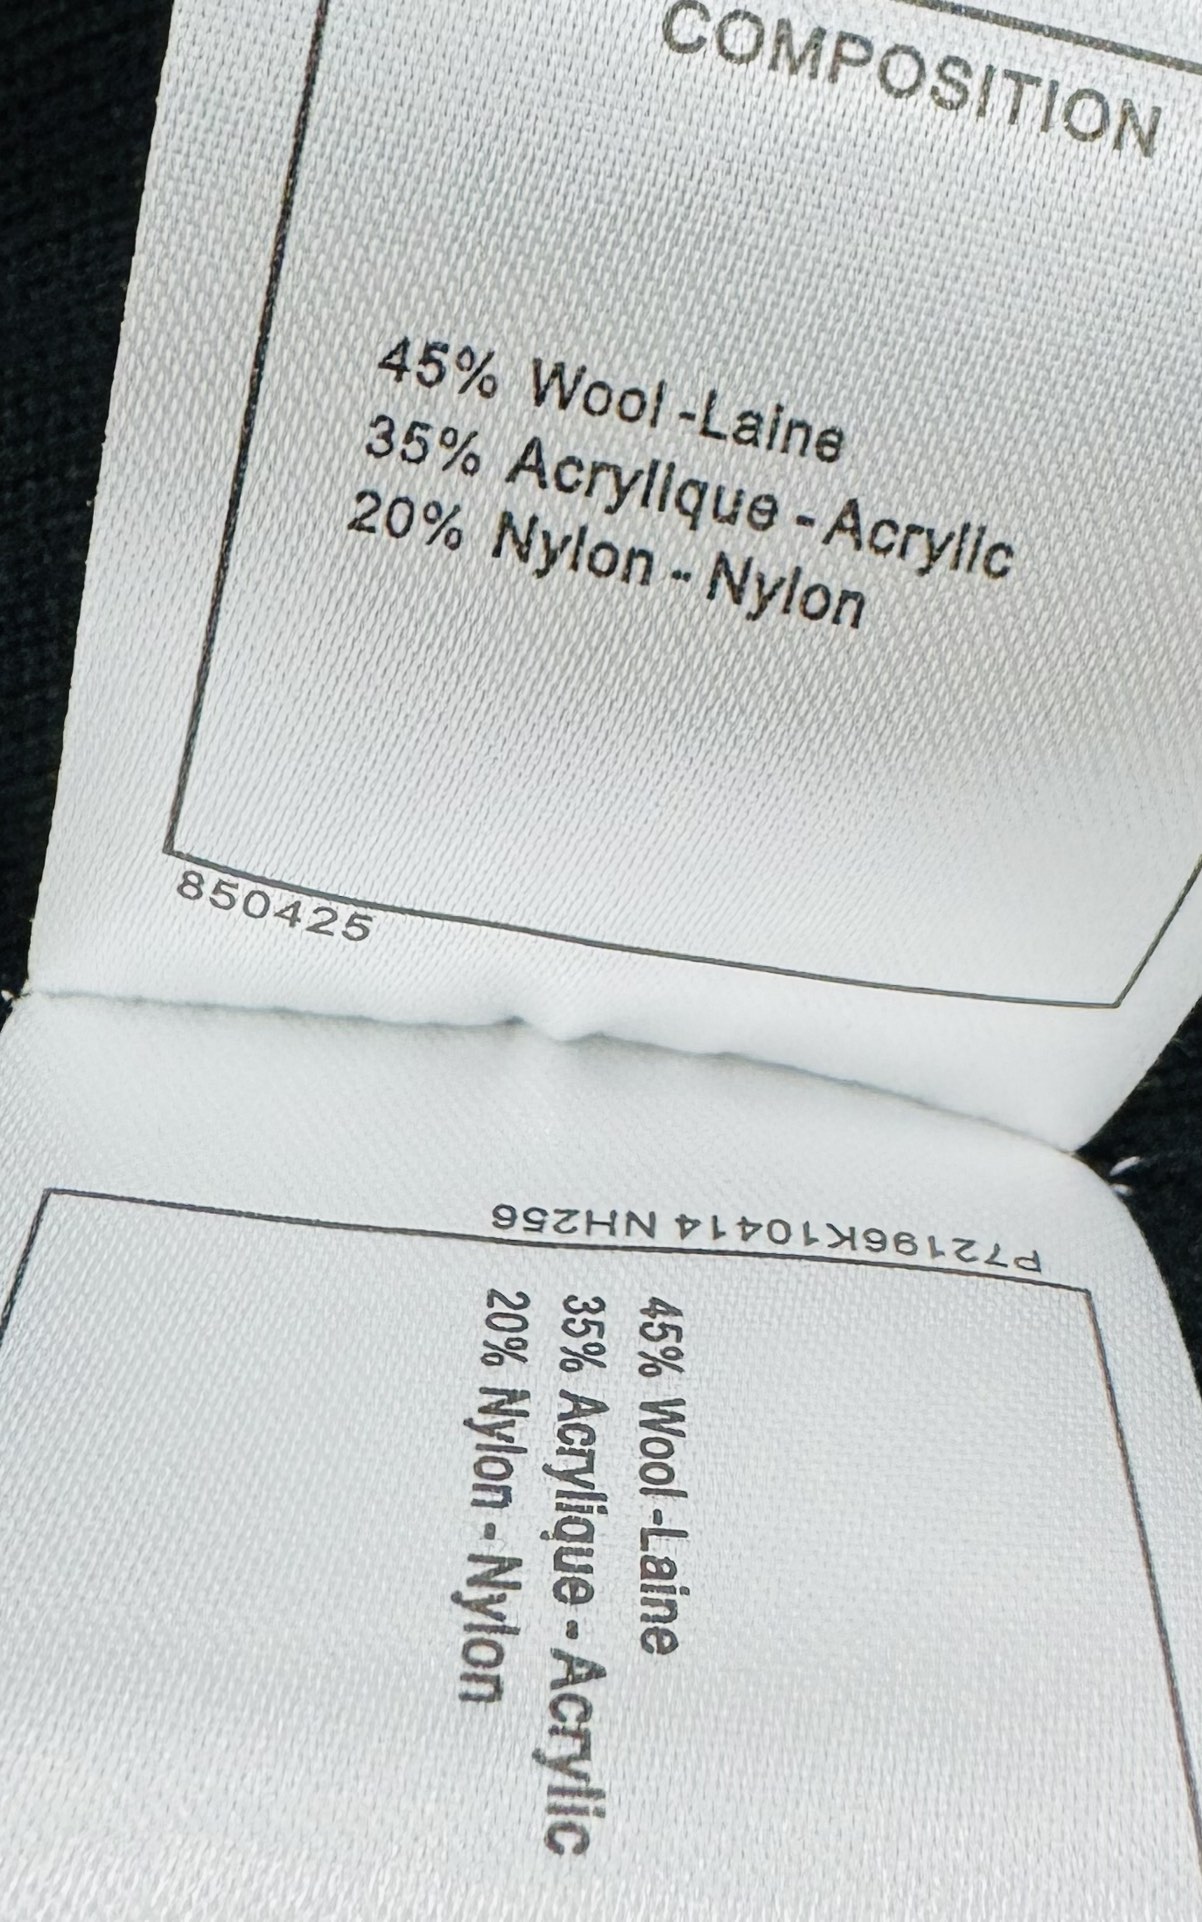 COMPOSITION
45% Wool -Laine
35% Acrylique - Acrylic
20% Nylon - Nylon
850425
P72196K10414 NH256
45% Wool -Laine
35% Acrylique - Acrylic
20% Nylon - Nylon